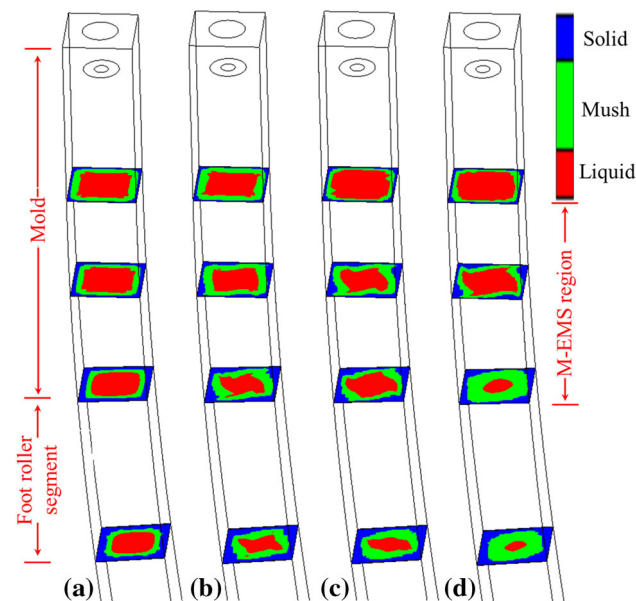 Solid
Mush
Liquid
Mold
M-EMS region
Foot roller
segment
(a)
(b)
(c)
(d)